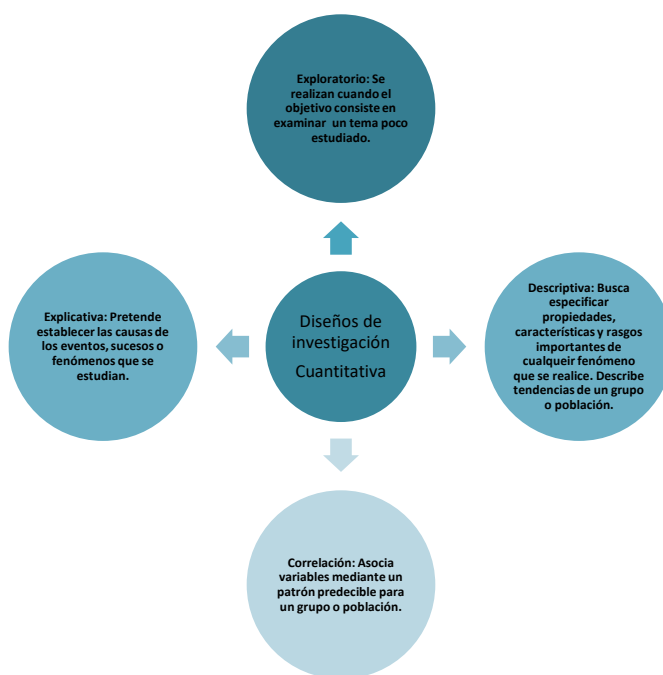 Exploratorio: Se
realizan cuando el
objetivo consiste en
examinar un tema poco
estudiado.
Explicativa: Pretende
establecer las causas de
los eventos, sucesos o
fenómenos que se
estudian.
Diseños de
investigación
Cuantitativa
Descriptiva: Busca
especificar
propiedades,
características y rasgos
importantes de
cualqueir fenómeno
que se realice. Describe
tendencias de un grupo
o población.
Correlación: Asocia
variables mediante un
patrón predecible para
un grupo o población.